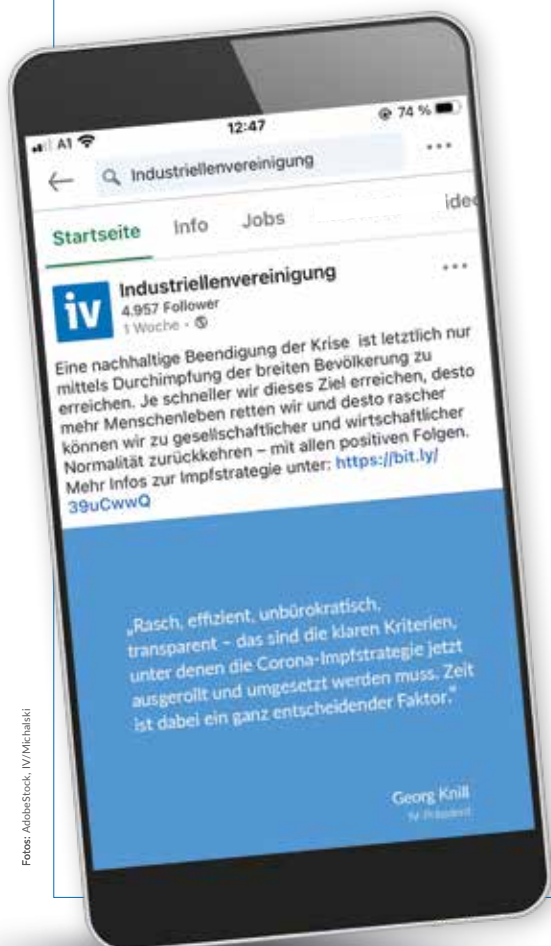 A1
12:47
74 %
Industriellenvereinigung
Startseite Info Jobs
iv
Industriellenvereinigung
4.957 Follower
1 Woche •
Eine nachhaltige Beendigung der Krise ist letztlich nur
mittels Durchimpfung der breiten Bevölkerung zu
erreichen. Je schneller wir dieses Ziel erreichen, desto
mehr Menschenleben retten wir und desto rascher
können wir zu gesellschaftlicher und wirtschaftlicher
Normalität zurückkehren – mit allen positiven Folgen.
Mehr Infos zur Impfstrategie unter: https://bit.ly/
39uCwwQ
„Rasch, effizient, unbürokratisch,
transparent – das sind die klaren Kriterien,
unter denen die Corona-Impfstrategie jetzt
ausgerollt und umgesetzt werden muss. Zeit
ist dabei ein ganz entscheidender Faktor.“
Georg Knill
IV-Präsident
Fotos: AdobeStock, IV/Michalski